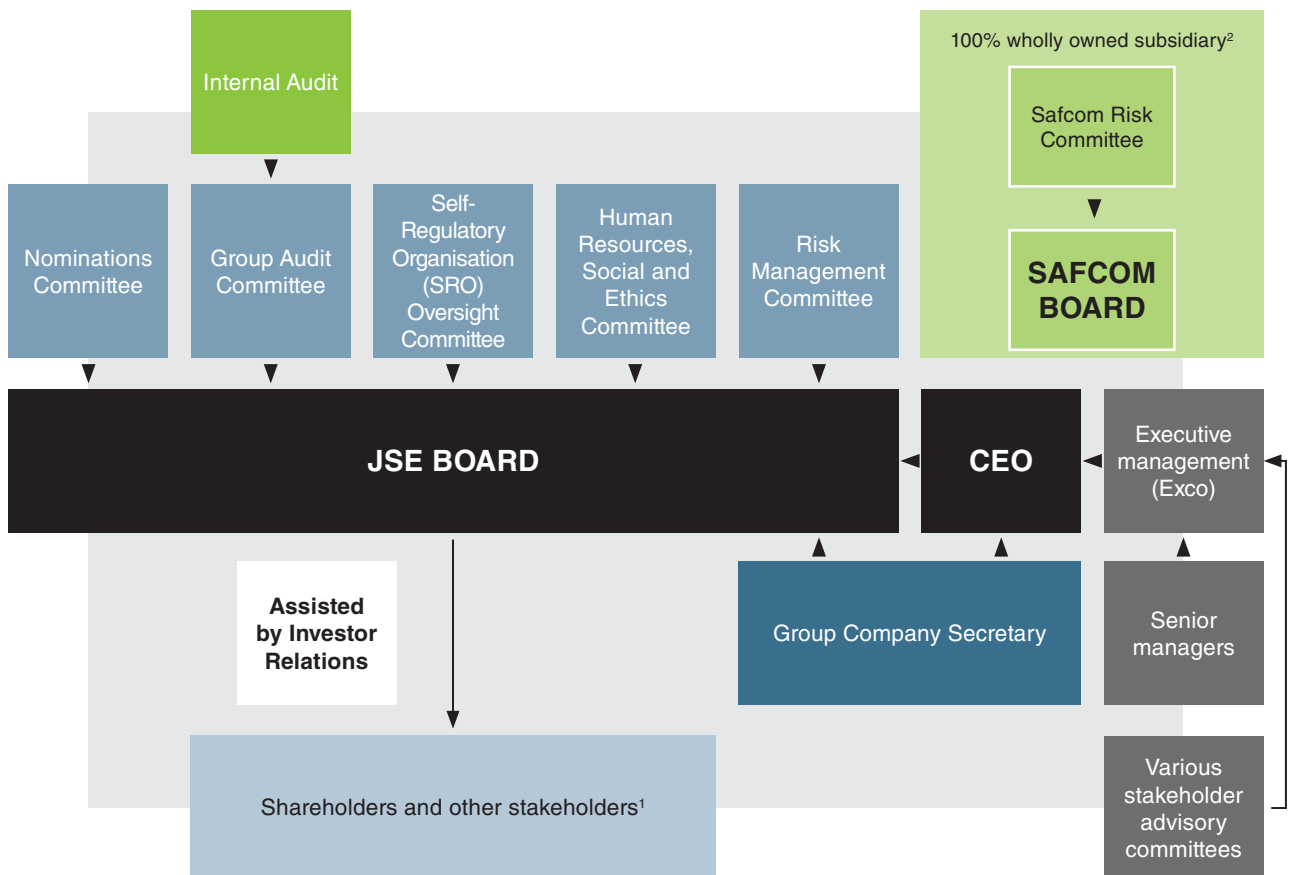 Internal Audit
100% wholly owned subsidiary²
Safcom Risk
Committee
SAFCOM
BOARD
Nominations
Committee
Group Audit
Committee
Self-
Regulatory
Organisation
(SRO)
Oversight
Committee
Human
Resources,
Social and
Ethics
Committee
Risk
Management
Committee
JSE BOARD
CEO
Executive
management
(Exco)
Assisted
by Investor
Relations
Group Company Secretary
Senior
managers
Shareholders and other stakeholders¹
Various
stakeholder
advisory
committees